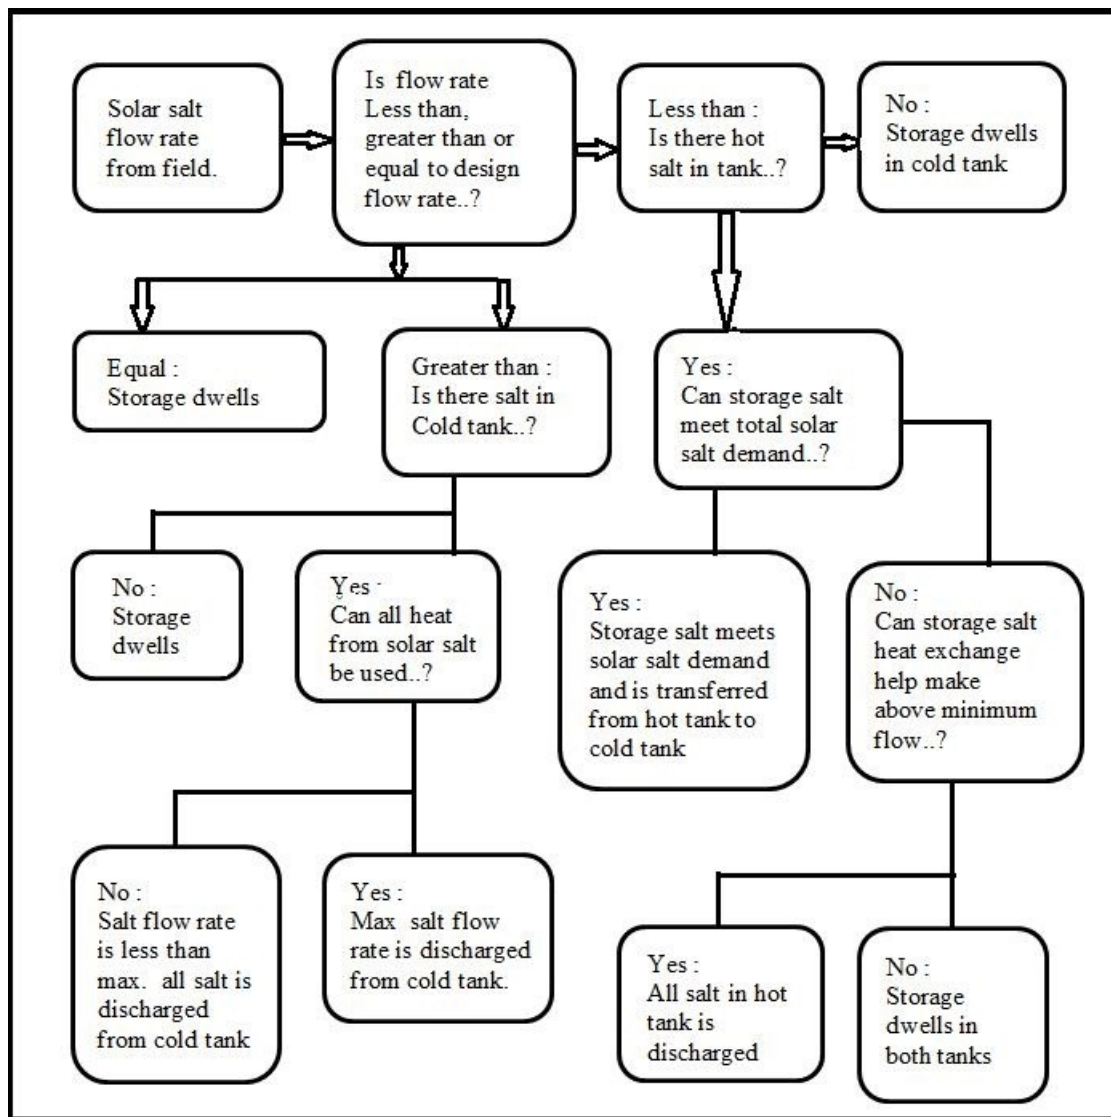 Solar salt
flow rate
from field.
Is flow rate
Less than,
greater than or
equal to design
flow rate..?
Less than :
Is there hot
salt in tank..?
No :
Storage dwells
in cold tank
Equal :
Storage dwells
Greater than :
Is there salt in
Cold tank..?
Yes :
Can storage salt
meet total solar
salt demand..?
No :
Storage
dwells
Yes :
Can all heat
from solar salt
be used..?
Yes :
Storage salt meets
solar salt demand
and is transferred
from hot tank to
cold tank
No :
Can storage salt
heat exchange
help make
above minimum
flow..?
No :
Salt flow rate
is less than
max. all salt is
discharged
from cold tank
Yes :
Max salt flow
rate is discharged
from cold tank.
Yes :
All salt in hot
tank is
discharged
No :
Storage
dwells in
both tanks